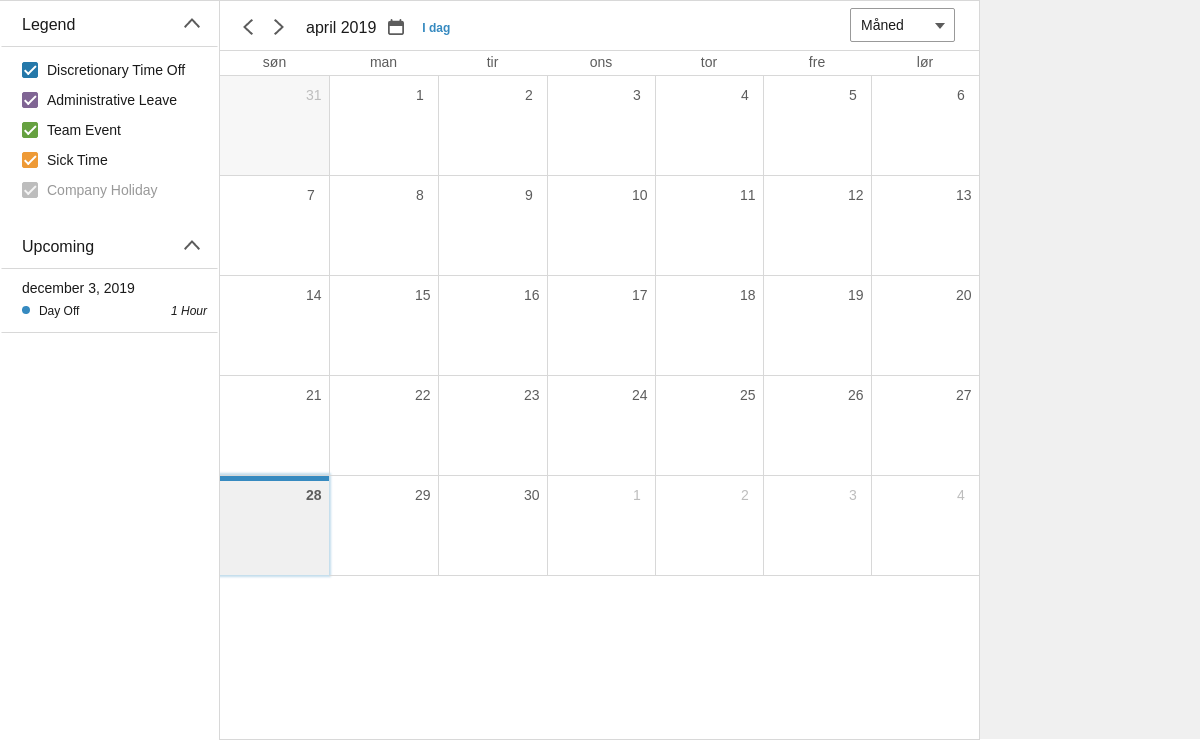 Legend
Discretionary Time Off
Administrative Leave
Team Event
Sick Time
Company Holiday
Upcoming
december 3, 2019
Day Off 1 Hour
april 2019 I dag Måned
søn man tir ons tor fre lør
31 1 2 3 4 5 6
7 8 9 10 11 12 13
14 15 16 17 18 19 20
21 22 23 24 25 26 27
28 29 30 1 2 3 4